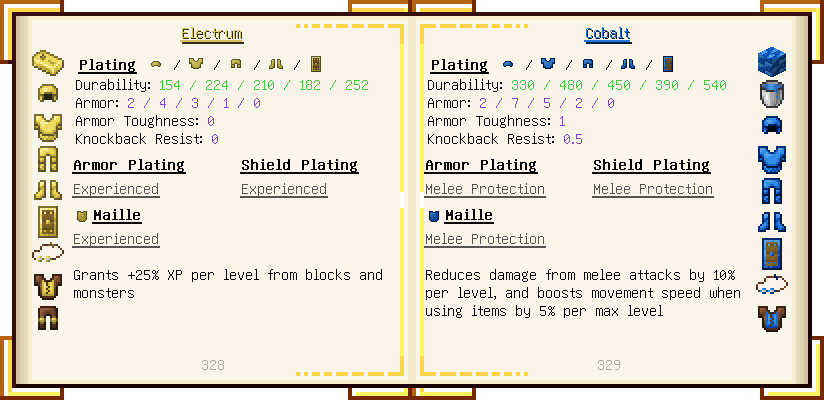 Electrum
Plating / / / /
Durability: 154 / 224 / 210 / 182 / 252
Armor: 2 / 4 / 3 / 1 / 0
Armor Toughness: 0
Knockback Resist: 0
Armor Plating Shield Plating
Experienced Experienced
Maille
Experienced
Grants +25% XP per level from blocks and
monsters
328
Cobalt
Plating / / / /
Durability: 330 / 480 / 450 / 390 / 540
Armor: 2 / 7 / 5 / 2 / 0
Armor Toughness: 1
Knockback Resist: 0.5
Armor Plating Shield Plating
Melee Protection Melee Protection
Maille
Melee Protection
Reduces damage from melee attacks by 10%
per level, and boosts movement speed when
using items by 5% per max level
329